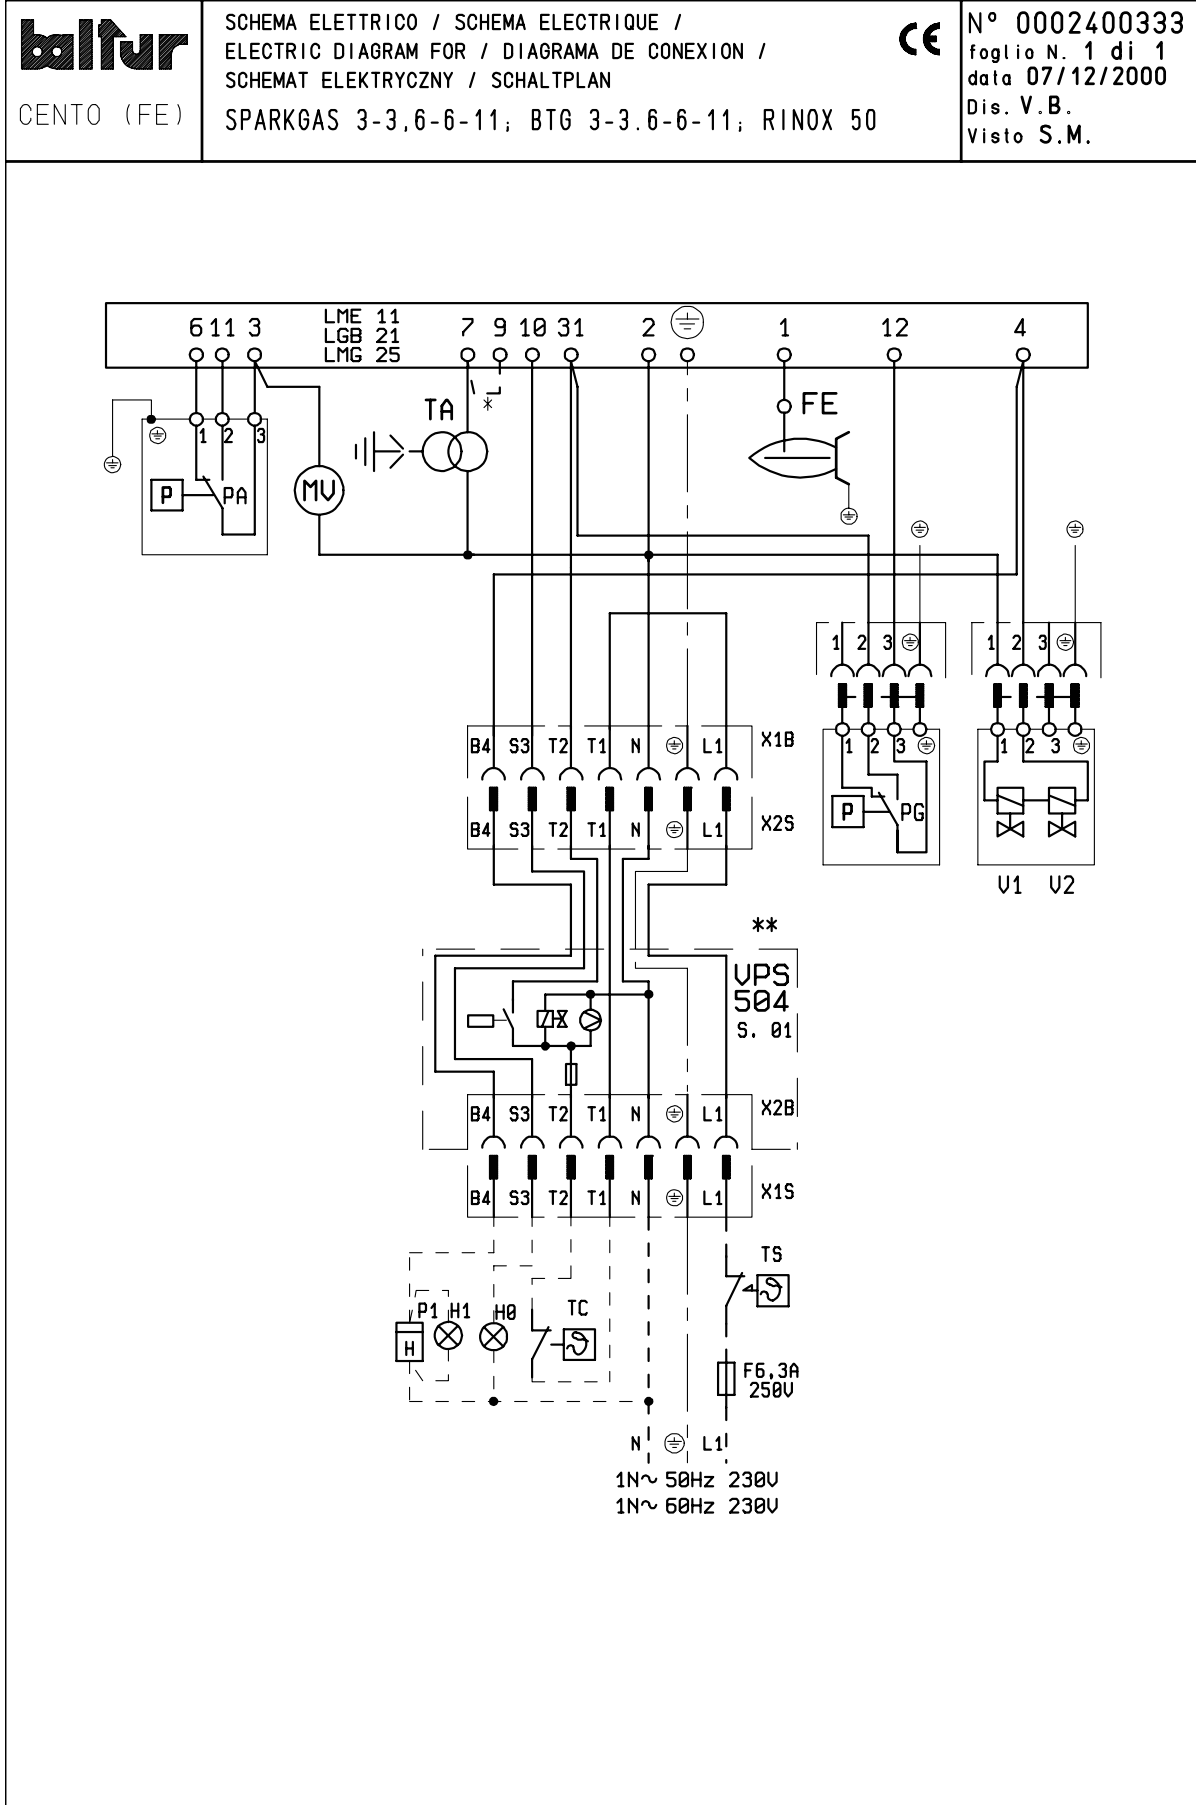 baltur
CENTO (FE)
SCHEMA ELETTRICO / SCHEMA ELECTRIQUE /
ELECTRIC DIAGRAM FOR / DIAGRAMA DE CONEXION /
SCHEMAT ELEKTRYCZNY / SCHALTPLAN
SPARKGAS 3-3,6-6-11; BTG 3-3.6-6-11; RINOX 50
CE
N° 0002400333
foglio N. 1 di 1
data 07/12/2000
Dis. V.B.
Visto S.M.
6 11 3
LME 11
LGB 21
LMG 25
7 9 10 31 2 1 12 4
*
TA
FE
1 2 3
P
PA
MV
1 2 3
1 2 3
B4 S3 T2 T1 N L1
X1B
B4 S3 T2 T1 N L1
X2S
1 2 3
P
PG
1 2 3
V1 V2
**
VPS
504
S. 01
B4 S3 T2 T1 N L1
X2B
B4 S3 T2 T1 N L1
X1S
TS
P1 H1 H0 TC
H
F6,3A
250V
N L1
1N~ 50Hz 230V
1N~ 60Hz 230V